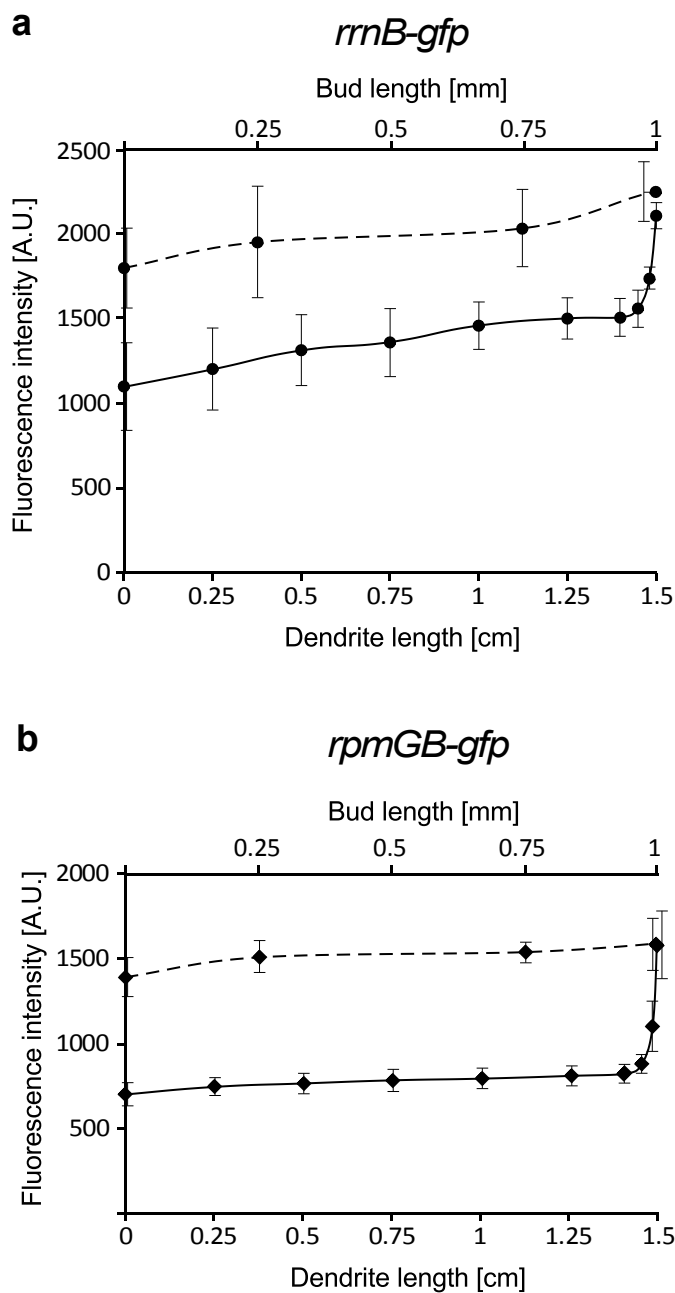 a
rrnB-gfp
Bud length [mm]
0.25 0.5 0.75 1
2500
2000
1500
1000
500
0
Fluorescence intensity [A.U.]
0 0.25 0.5 0.75 1 1.25 1.5
Dendrite length [cm]
b
rpmGB-gfp
Bud length [mm]
0.25 0.5 0.75 1
2000
1500
1000
500
Fluorescence intensity [A.U.]
0 0.25 0.5 0.75 1 1.25 1.5
Dendrite length [cm]